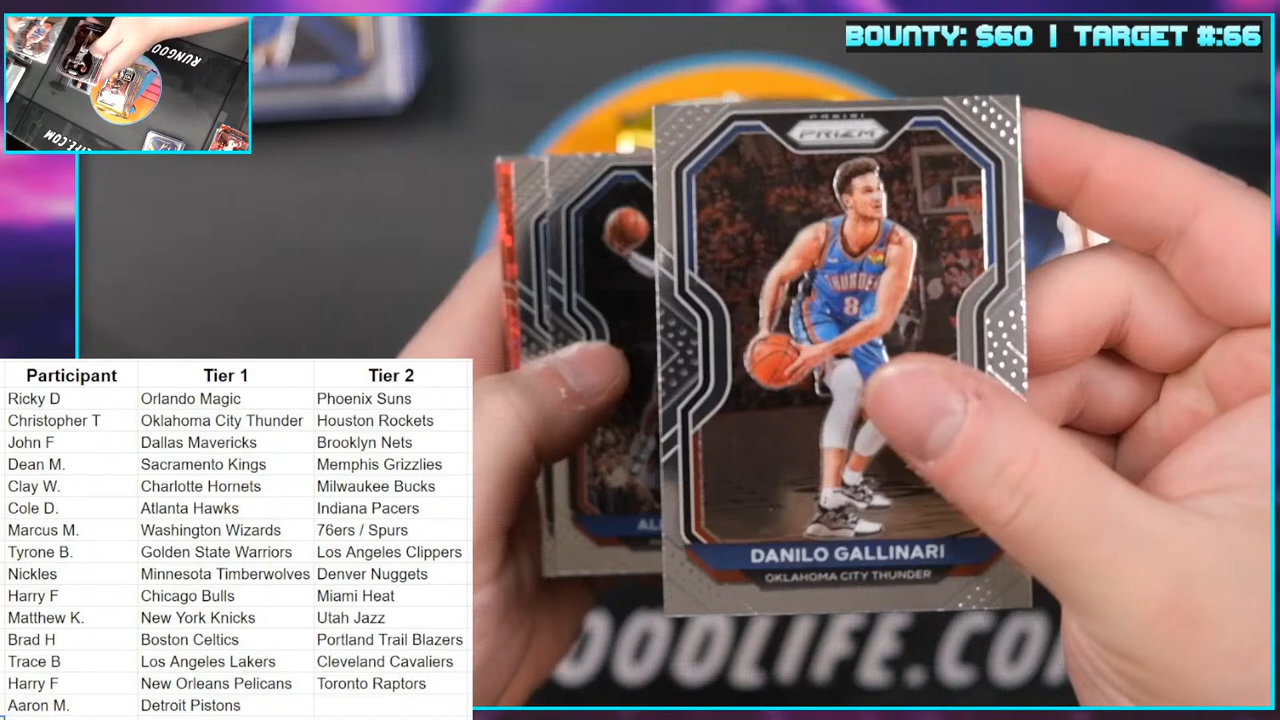 BOUNTY: $60 | TARGET #:66
RUNGOO
LIFE.COM
PANINI
PRIZM
THUNDER
8
AL
DANILO GALLINARI
OKLAHOMA CITY THUNDER
OODLIFE.CO
Participant Tier 1 Tier 2
Ricky D Orlando Magic Phoenix Suns
Christopher T Oklahoma City Thunder Houston Rockets
John F Dallas Mavericks Brooklyn Nets
Dean M. Sacramento Kings Memphis Grizzlies
Clay W. Charlotte Hornets Milwaukee Bucks
Cole D. Atlanta Hawks Indiana Pacers
Marcus M. Washington Wizards 76ers / Spurs
Tyrone B. Golden State Warriors Los Angeles Clippers
Nickles Minnesota Timberwolves Denver Nuggets
Harry F Chicago Bulls Miami Heat
Matthew K. New York Knicks Utah Jazz
Brad H Boston Celtics Portland Trail Blazers
Trace B Los Angeles Lakers Cleveland Cavaliers
Harry F New Orleans Pelicans Toronto Raptors
Aaron M. Detroit Pistons